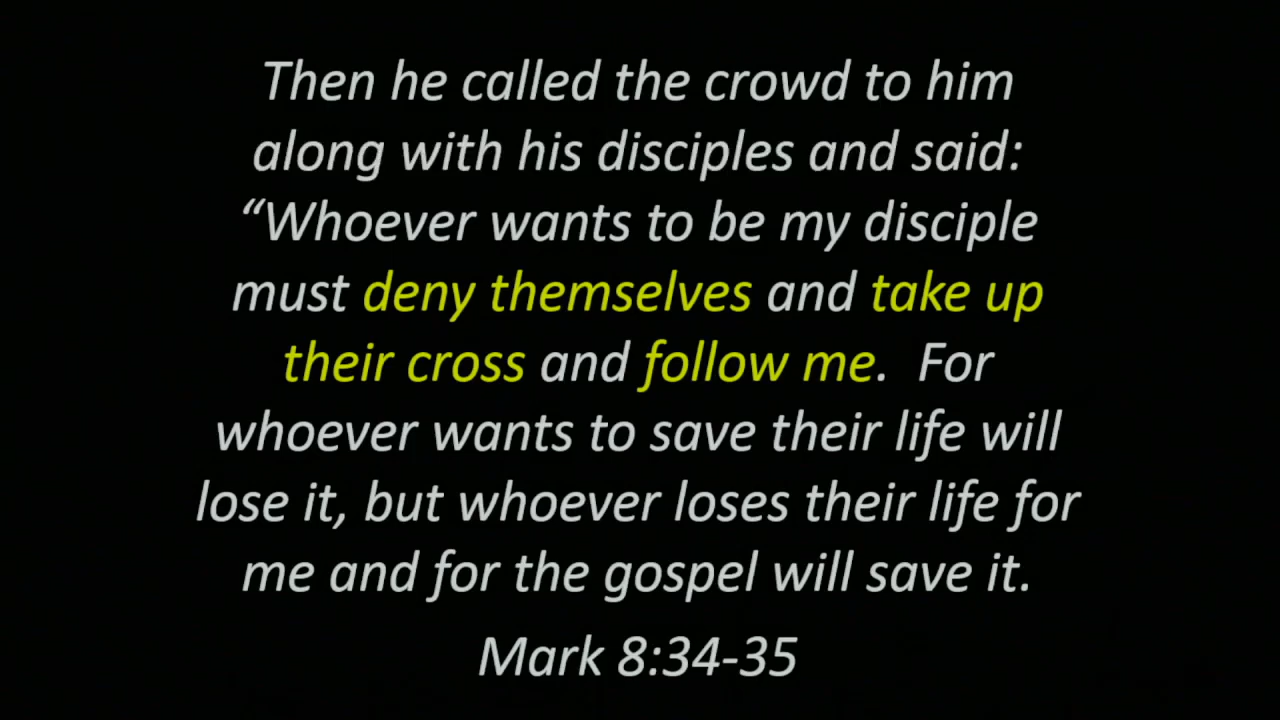 Then he called the crowd to him
along with his disciples and said:
“Whoever wants to be my disciple
must deny themselves and take up
their cross and follow me.  For
whoever wants to save their life will
lose it, but whoever loses their life for
me and for the gospel will save it.
Mark 8:34-35